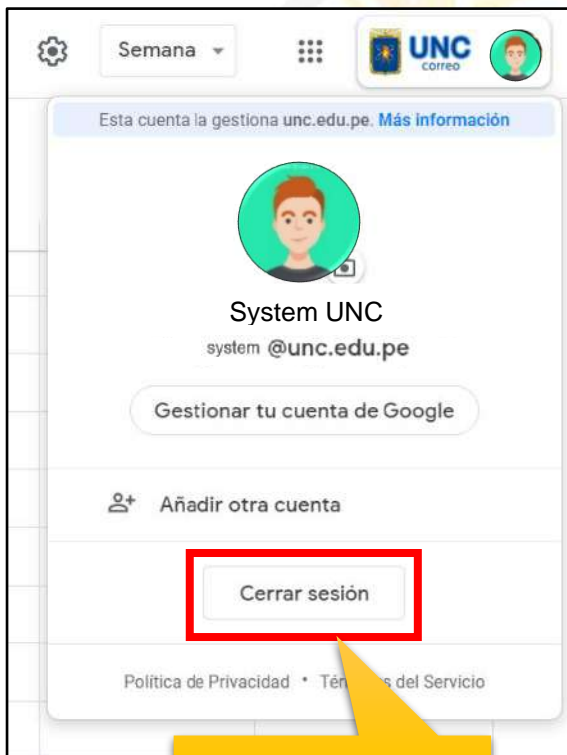 Semana
UNC
correo
Esta cuenta la gestiona unc.edu.pe. Más información
System UNC
system @unc.edu.pe
Gestionar tu cuenta de Google
Añadir otra cuenta
Cerrar sesión
Política de Privacidad • del Servicio